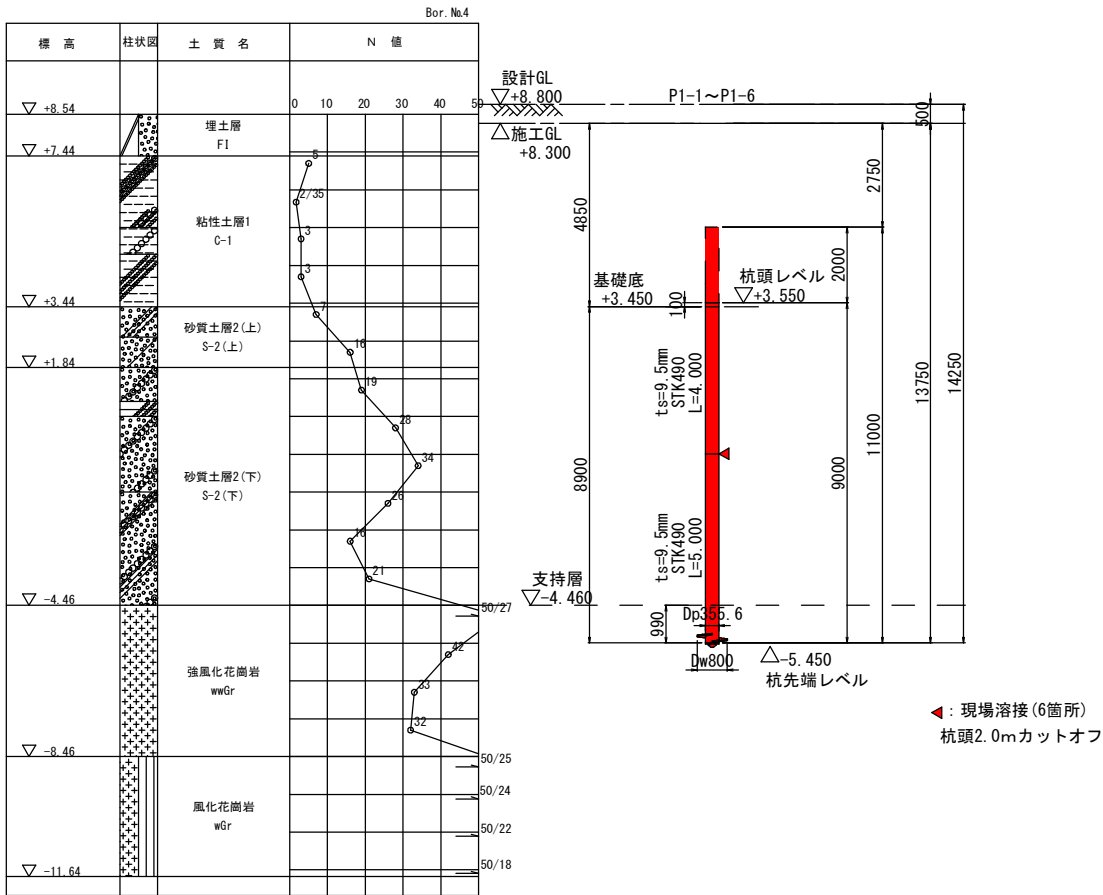 Bor. No.4
標 高
柱状図
土 質 名
N 値
0 10 20 30 40 50
▽ +8.54
埋土層
FI
▽ +7.44
5
2/35
粘性土層1
C-1
3
3
▽ +3.44
7
砂質土層2(上)
S-2(上)
16
▽ +1.84
19
28
34
砂質土層2(下)
S-2(下)
26
16
21
▽ -4.46
50/27
42
強風化花崗岩
wwGr
33
32
▽ -8.46
50/25
50/24
風化花崗岩
wGr
50/22
50/18
▽ -11.64
設計GL
▽+8.800
P1-1～P1-6
500
△施工GL
+8.300
2750
4850
2000
基礎底
+3.450
100
杭頭レベル
▽+3.550
ts=9.5mm
STK490
L=4.000
13750
14250
11000
8900
9000
ts=9.5mm
STK490
L=5.000
支持層
▽-4.460
990
Dp355.6
Dw800
△-5.450
杭先端レベル
◀：現場溶接(6箇所)
杭頭2.0mカットオフ